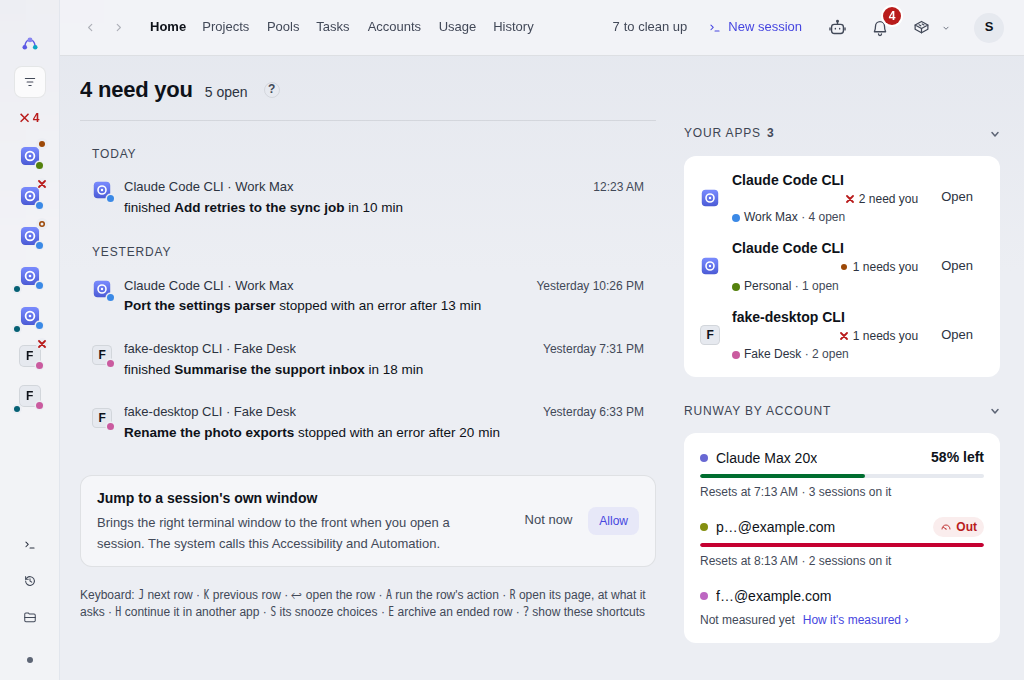 Home Projects Pools Tasks Accounts Usage History 7 to clean up New session 4 S
4
F
F
4 need you 5 open ?
TODAY
Claude Code CLI · Work Max 12:23 AM
finished Add retries to the sync job in 10 min
YESTERDAY
Claude Code CLI · Work Max Yesterday 10:26 PM
Port the settings parser stopped with an error after 13 min
F fake-desktop CLI · Fake Desk Yesterday 7:31 PM
finished Summarise the support inbox in 18 min
F fake-desktop CLI · Fake Desk Yesterday 6:33 PM
Rename the photo exports stopped with an error after 20 min
Jump to a session's own window
Brings the right terminal window to the front when you open a
session. The system calls this Accessibility and Automation.
Not now Allow
Keyboard: J next row · K previous row · ↩ open the row · A run the row's action · R open its page, at what it
asks · H continue it in another app · S its snooze choices · E archive an ended row · ? show these shortcuts
YOUR APPS 3
Claude Code CLI
2 need you Open
Work Max · 4 open
Claude Code CLI
1 needs you Open
Personal · 1 open
fake-desktop CLI
F 1 needs you Open
Fake Desk · 2 open
RUNWAY BY ACCOUNT
Claude Max 20x 58% left
Resets at 7:13 AM · 3 sessions on it
p…@example.com Out
Resets at 8:13 AM · 2 sessions on it
f…@example.com
Not measured yet How it's measured ›